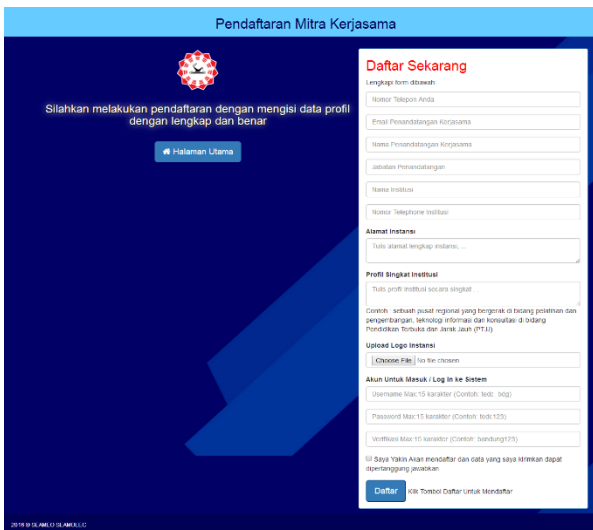 Pendaftaran Mitra Kerjasama
Silahkan melakukan pendaftaran dengan mengisi data profil
dengan lengkap dan benar
Halaman Utama
Daftar Sekarang
Lengkapi form dibawah
Nomor Telepon Anda
Email Penandatangan Kerjasama
Nama Penandatangan Kerjasama
Jabatan Penandatangan
Nama Institusi
Nomor Telephone Institusi
Alamat Instansi
Tulis alamat lengkap instansi, ...
Profil Singkat Institusi
Tulis profil institusi secara singkat ...
Contoh : sebuah pusat regional yang bergerak di bidang pelatihan dan
pengembangan, teknologi informasi dan konsultasi di bidang
Pendidikan Terbuka dan Jarak Jauh (PTJJ)
Upload Logo Instansi
Choose File No file chosen
Akun Untuk Masuk / Log In ke Sistem
Username Max:15 karakter (Contoh: tedc_bdg)
Password Max:15 karakter (Contoh: tedc123)
Verifikasi Max:15 karakter (Contoh: bandung123)
Saya Yakin Akan mendaftar dan data yang saya kirimkan dapat
dipertanggung jawabkan
Daftar Klik Tombol Daftar Untuk Mendaftar
2016 ©